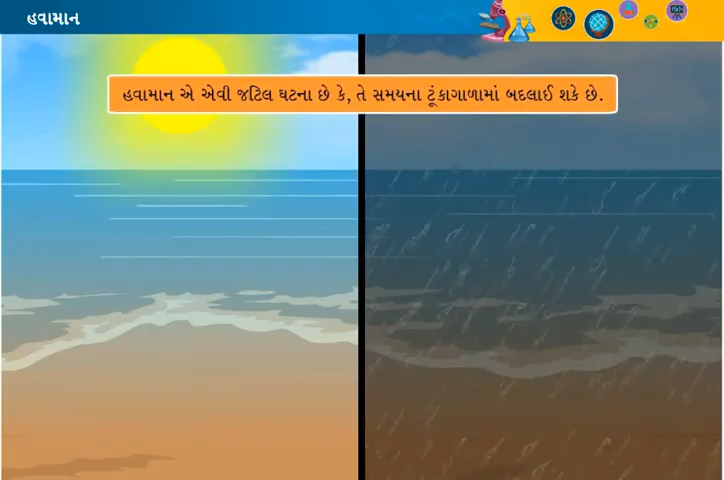 હવામાન
હવામાન એ એવી જટિલ ઘટના છે કે, તે સમયના ટૂંકાગાળામાં બદલાઈ શકે છે.